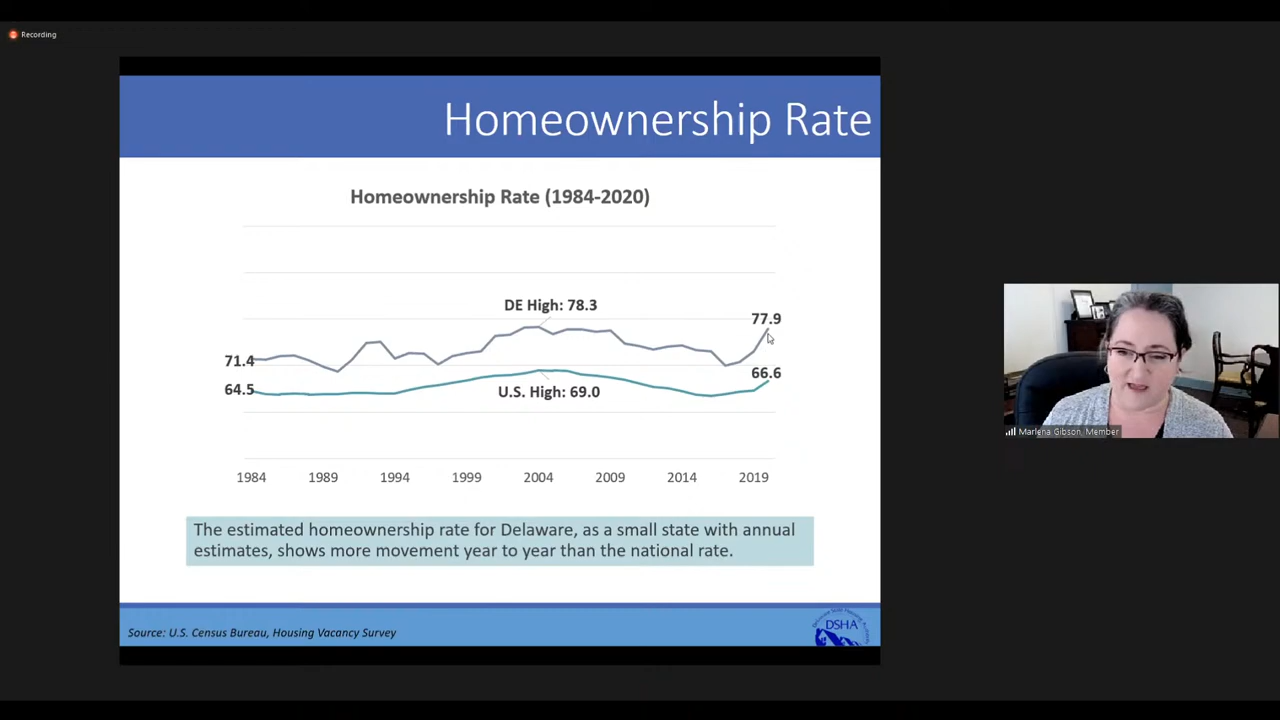 Recording
Homeownership Rate
Homeownership Rate (1984-2020)
DE High: 78.3
77.9
71.4
66.6
64.5
U.S. High: 69.0
1984 1989 1994 1999 2004 2009 2014 2019
The estimated homeownership rate for Delaware, as a small state with annual
estimates, shows more movement year to year than the national rate.
Source: U.S. Census Bureau, Housing Vacancy Survey
DSHA
Marlena Gibson, Member